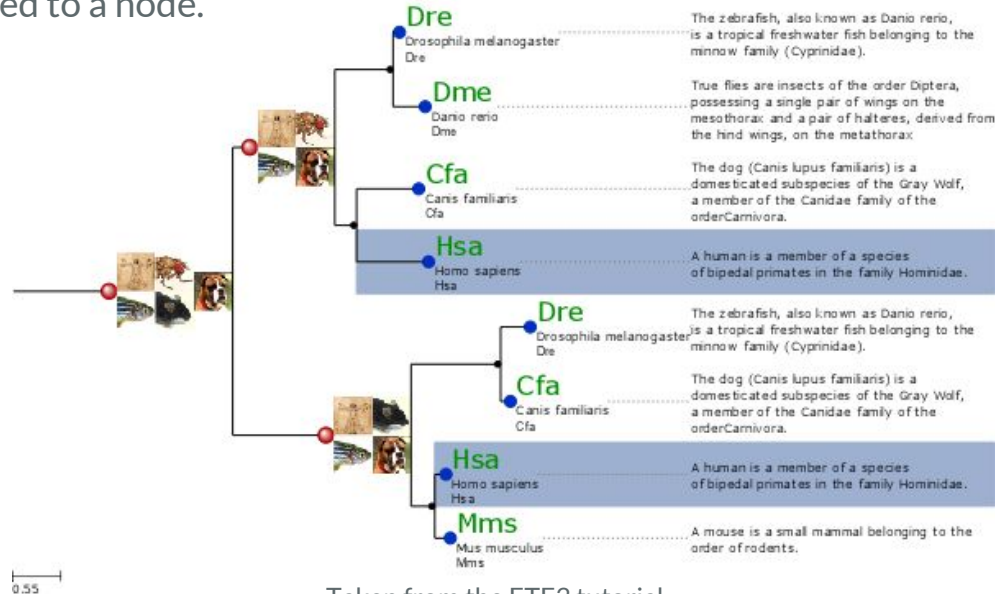 ed to a node.
Dre
Drosophila melanogaster
Dre
The zebrafish, also known as Danio rerio,
is a tropical freshwater fish belonging to the
minnow family (Cyprinidae).
Dme
Danio rerio
Dme
True flies are insects of the order Diptera,
possessing a single pair of wings on the
mesothorax and a pair of halteres, derived from
the hind wings, on the metathorax
Cfa
Canis familiaris
Cfa
The dog (Canis lupus familiaris) is a
domesticated subspecies of the Gray Wolf,
a member of the Canidae family of the
orderCarnivora.
Hsa
Homo sapiens
Hsa
A human is a member of a species
of bipedal primates in the family Hominidae.
Dre
Drosophila melanogaster
Dre
The zebrafish, also known as Danio rerio,
is a tropical freshwater fish belonging to the
minnow family (Cyprinidae).
Cfa
Canis familiaris
Cfa
The dog (Canis lupus familiaris) is a
domesticated subspecies of the Gray Wolf,
a member of the Canidae family of the
orderCarnivora.
Hsa
Homo sapiens
Hsa
A human is a member of a species
of bipedal primates in the family Hominidae.
Mms
Mus musculus
Mms
A mouse is a small mammal belonging to the
order of rodents.
0.55
Taken from the ETE3 tutorial